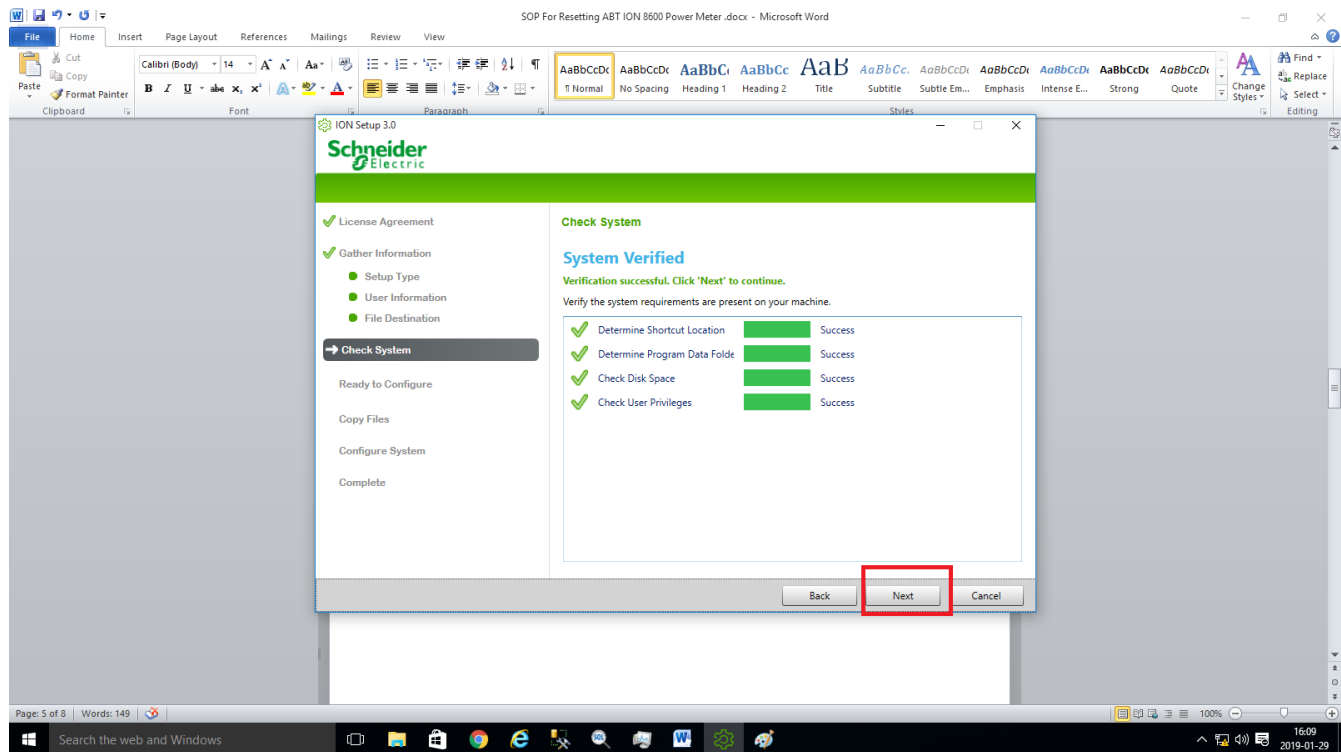 SOP For Resetting ABT ION 8600 Power Meter .docx - Microsoft Word
File Home Insert Page Layout References Mailings Review View
Paste
Cut
Copy
Format Painter
Clipboard
Calibri (Body) 14
Font
Paragraph
AaBbCcDc AaBbCcDc AaBbC AaBbCc AaB AaBbCc. AaBbCcDc AaBbCcDc AaBbCcDc AaBbCcDc AaBbCcDc
¶ Normal No Spacing Heading 1 Heading 2 Title Subtitle Subtle Em... Emphasis Intense E... Strong Quote
Change Styles
Styles
Find
Replace
Select
Editing
ION Setup 3.0
Schneider
Electric
License Agreement
Gather Information
Setup Type
User Information
File Destination
Check System
Ready to Configure
Copy Files
Configure System
Complete
Check System
System Verified
Verification successful. Click 'Next' to continue.
Verify the system requirements are present on your machine.
Determine Shortcut Location Success
Determine Program Data Folde Success
Check Disk Space Success
Check User Privileges Success
Back Next Cancel
Page: 5 of 8 Words: 149
100%
Search the web and Windows
16:09
2019-01-29